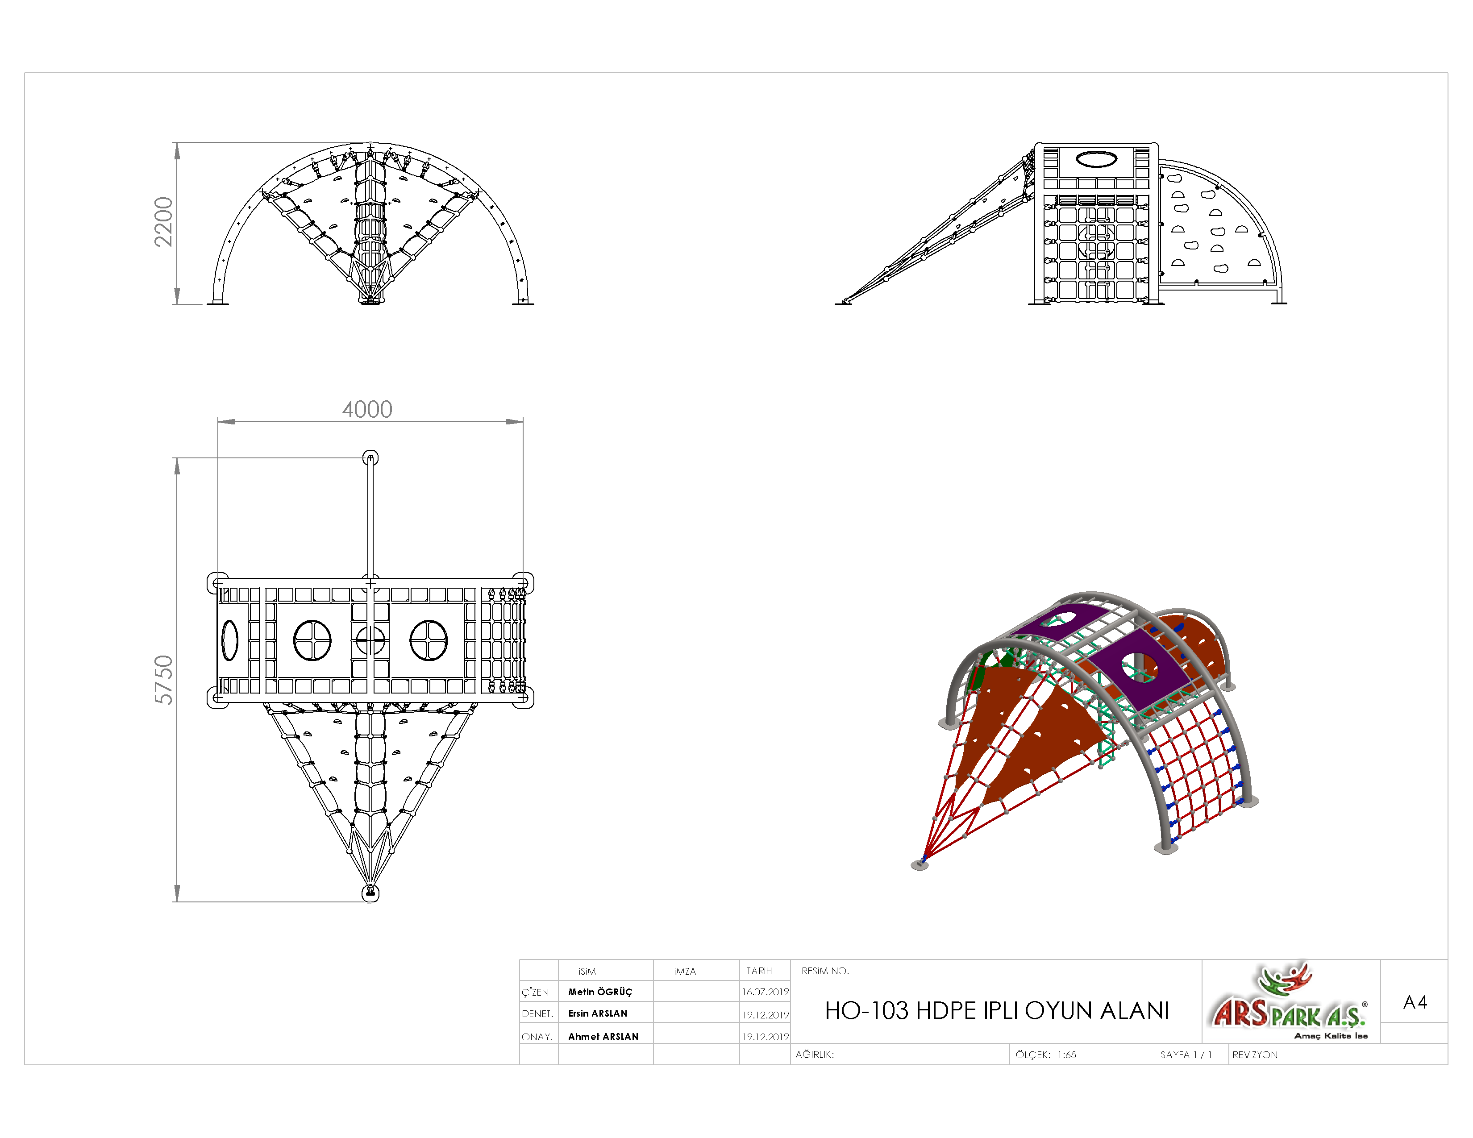 2200
4000
5750
İSİM
İMZA
TARİH
RESİM NO.
ÇİZEN.
Metin ÖGRÜÇ
16.07.2019
DENET.
Ersin ARSLAN
19.12.2019
HO-103 HDPE IPLI OYUN ALANI
ONAY.
Ahmet ARSLAN
19.12.2019
ARSPARK A.Ş.®
Amaç Kalite İse
A4
AĞIRLIK:
ÖLÇEK: 1:65
SAYFA 1 / 1
REVİZYON